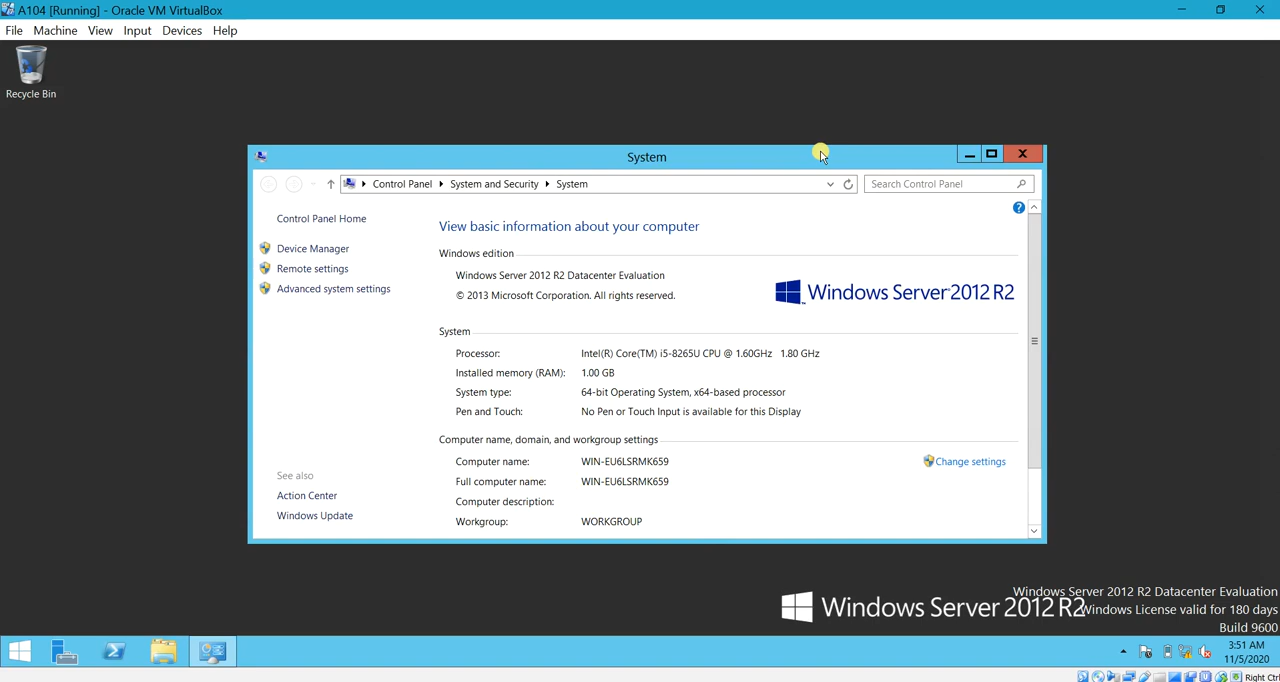 A104 [Running] - Oracle VM VirtualBox
File Machine View Input Devices Help
Recycle Bin
System
Control Panel System and Security System
Search Control Panel
Control Panel Home
Device Manager
Remote settings
Advanced system settings
See also
Action Center
Windows Update
View basic information about your computer
Windows edition
Windows Server 2012 R2 Datacenter Evaluation
© 2013 Microsoft Corporation. All rights reserved.
Windows Server 2012 R2
System
Processor: Intel(R) Core(TM) i5-8265U CPU @ 1.60GHz 1.80 GHz
Installed memory (RAM): 1.00 GB
System type: 64-bit Operating System, x64-based processor
Pen and Touch: No Pen or Touch Input is available for this Display
Computer name, domain, and workgroup settings
Computer name: WIN-EU6LSRMK659
Change settings
Full computer name: WIN-EU6LSRMK659
Computer description:
Workgroup: WORKGROUP
Windows Server 2012 R2
Windows Server 2012 R2 Datacenter Evaluation
Windows License valid for 180 days
Build 9600
3:51 AM
11/5/2020
Right Ctrl